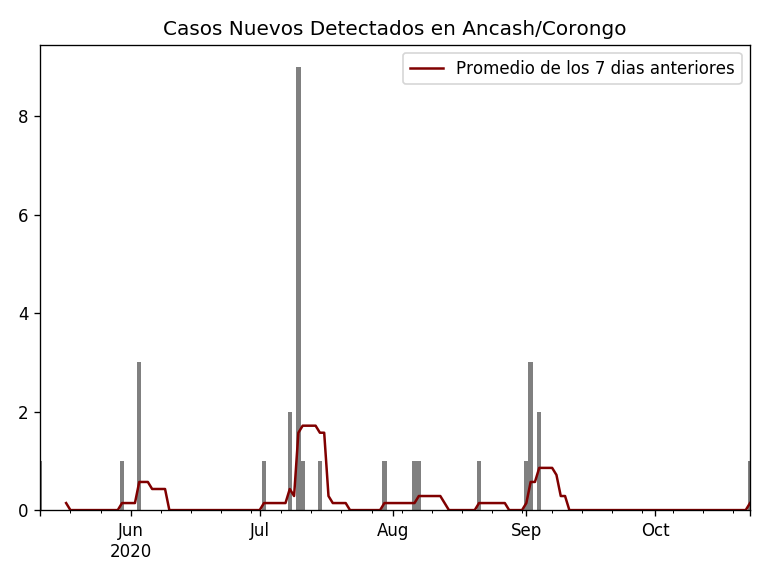 Casos Nuevos Detectados en Ancash/Corongo
Promedio de los 7 dias anteriores
8
6
4
2
0
Jun Jul Aug Sep Oct
2020